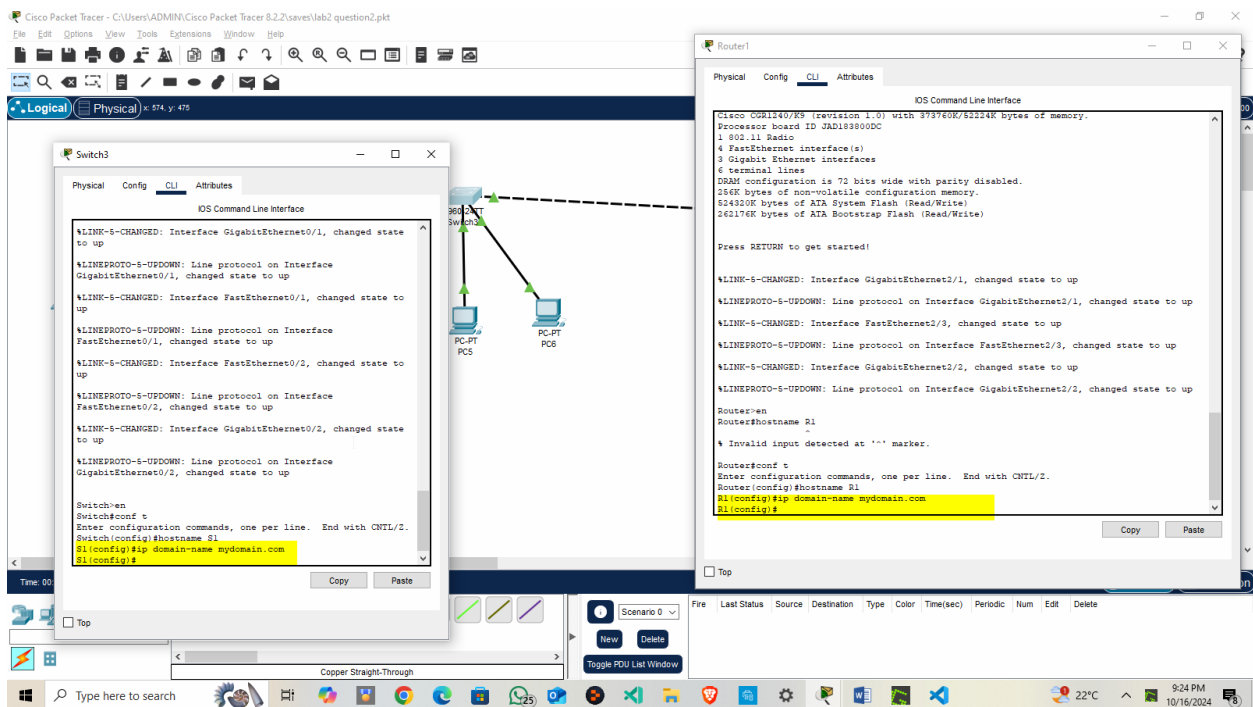 Cisco Packet Tracer - C:\Users\ADMIN\Cisco Packet Tracer 8.2.2\saves\lab2 question2.pkt
File Edit Options View Tools Extensions Window Help
Logical
Physical
x: 574, y: 475
Switch3
Physical Config CLI Attributes
IOS Command Line Interface
%LINK-5-CHANGED: Interface GigabitEthernet0/1, changed state
to up
%LINEPROTO-5-UPDOWN: Line protocol on Interface
GigabitEthernet0/1, changed state to up
%LINK-5-CHANGED: Interface FastEthernet0/1, changed state to
up
%LINEPROTO-5-UPDOWN: Line protocol on Interface
FastEthernet0/1, changed state to up
%LINK-5-CHANGED: Interface FastEthernet0/2, changed state to
up
%LINEPROTO-5-UPDOWN: Line protocol on Interface
FastEthernet0/2, changed state to up
%LINK-5-CHANGED: Interface GigabitEthernet0/2, changed state
to up
%LINEPROTO-5-UPDOWN: Line protocol on Interface
GigabitEthernet0/2, changed state to up
Switch>en
Switch#conf t
Enter configuration commands, one per line. End with CNTL/Z.
Switch(config)#hostname S1
S1(config)#ip domain-name mydomain.com
S1(config)#
Copy Paste
Top
PC-PT
PC5
PC-PT
PC6
Router1
Physical Config CLI Attributes
IOS Command Line Interface
Cisco CGR1240/K9 (revision 1.0) with 373760K/52224K bytes of memory.
Processor board ID JAD183800DC
1 802.11 Radio
4 FastEthernet interface(s)
3 Gigabit Ethernet interfaces
6 terminal lines
DRAM configuration is 72 bits wide with parity disabled.
256K bytes of non-volatile configuration memory.
524320K bytes of ATA System Flash (Read/Write)
262176K bytes of ATA Bootstrap Flash (Read/Write)
Press RETURN to get started!
%LINK-5-CHANGED: Interface GigabitEthernet2/1, changed state to up
%LINEPROTO-5-UPDOWN: Line protocol on Interface GigabitEthernet2/1, changed state to up
%LINK-5-CHANGED: Interface FastEthernet2/3, changed state to up
%LINEPROTO-5-UPDOWN: Line protocol on Interface FastEthernet2/3, changed state to up
%LINK-5-CHANGED: Interface GigabitEthernet2/2, changed state to up
%LINEPROTO-5-UPDOWN: Line protocol on Interface GigabitEthernet2/2, changed state to up
Router>en
Router#hostname R1
^
% Invalid input detected at '^' marker.
Router#conf t
Enter configuration commands, one per line. End with CNTL/Z.
Router(config)#hostname R1
R1(config)#ip domain-name mydomain.com
R1(config)#
Copy Paste
Top
Time: 00:
Scenario 0
New Delete
Toggle PDU List Window
Fire Last Status Source Destination Type Color Time(sec) Periodic Num Edit Delete
Copper Straight-Through
Type here to search
25
22°C
9:24 PM
10/16/2024
8